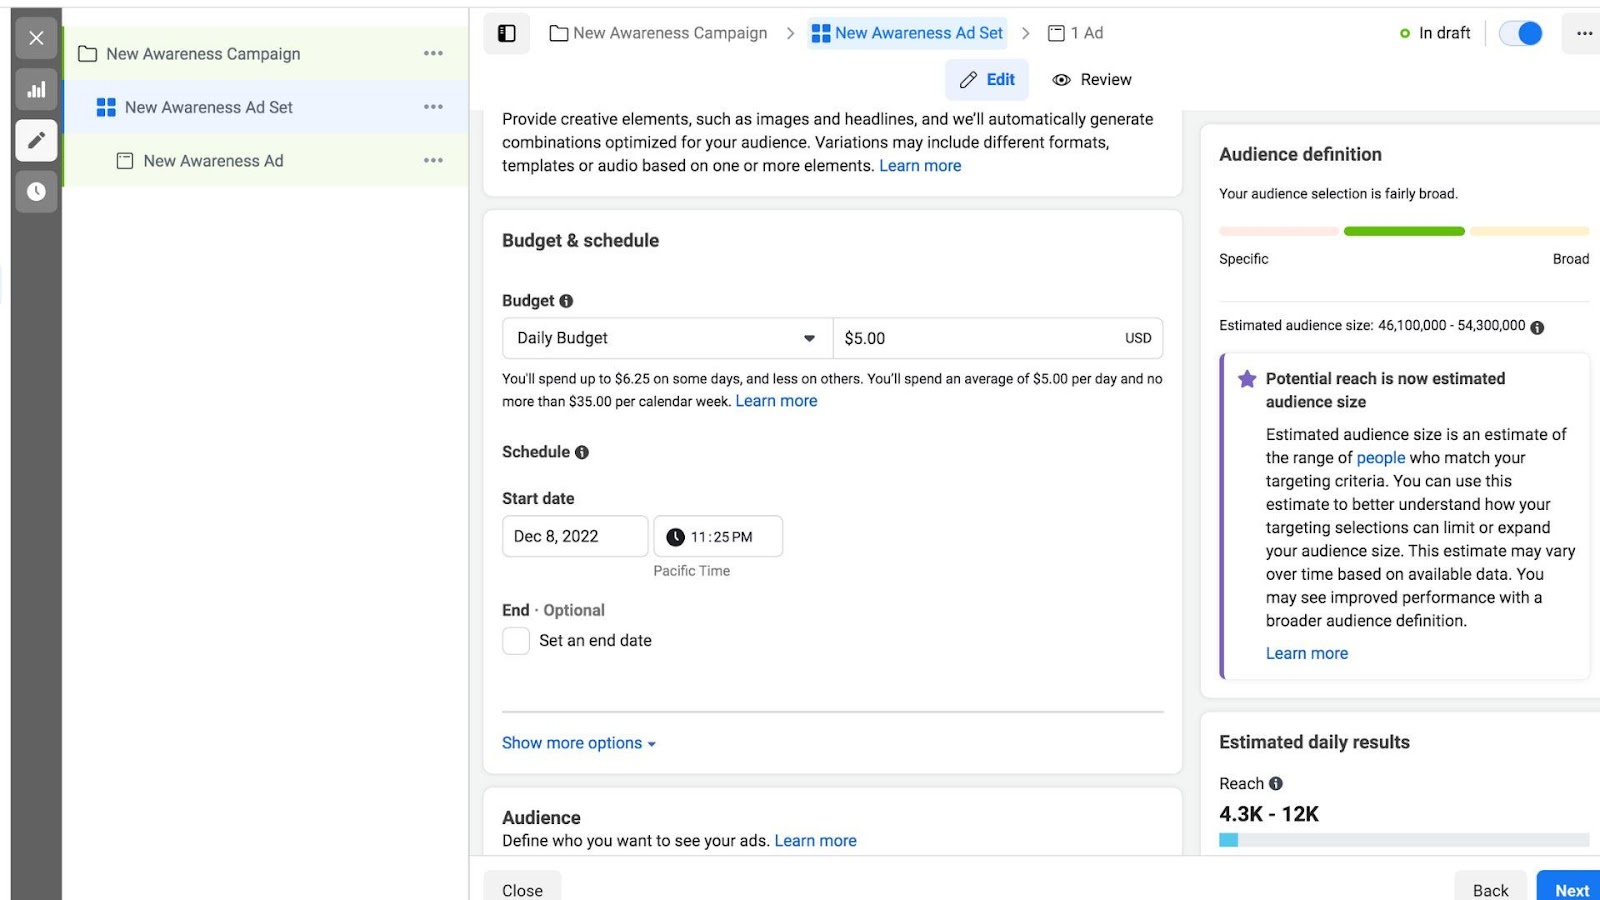 New Awareness Campaign
New Awareness Ad Set
New Awareness Ad
New Awareness Campaign
New Awareness Ad Set
1 Ad
In draft
Edit
Review
Provide creative elements, such as images and headlines, and we'll automatically generate
combinations optimized for your audience. Variations may include different formats,
templates or audio based on one or more elements. Learn more
Budget & schedule
Budget
Daily Budget
$5.00
USD
You'll spend up to $6.25 on some days, and less on others. You'll spend an average of $5.00 per day and no
more than $35.00 per calendar week. Learn more
Schedule
Start date
Dec 8, 2022
11:25 PM
Pacific Time
End · Optional
Set an end date
Show more options
Audience
Define who you want to see your ads. Learn more
Close
Back
Next
Audience definition
Your audience selection is fairly broad.
Specific
Broad
Estimated audience size: 46,100,000 - 54,300,000
Potential reach is now estimated
audience size
Estimated audience size is an estimate of
the range of people who match your
targeting criteria. You can use this
estimate to better understand how your
targeting selections can limit or expand
your audience size. This estimate may vary
over time based on available data. You
may see improved performance with a
broader audience definition.
Learn more
Estimated daily results
Reach
4.3K - 12K